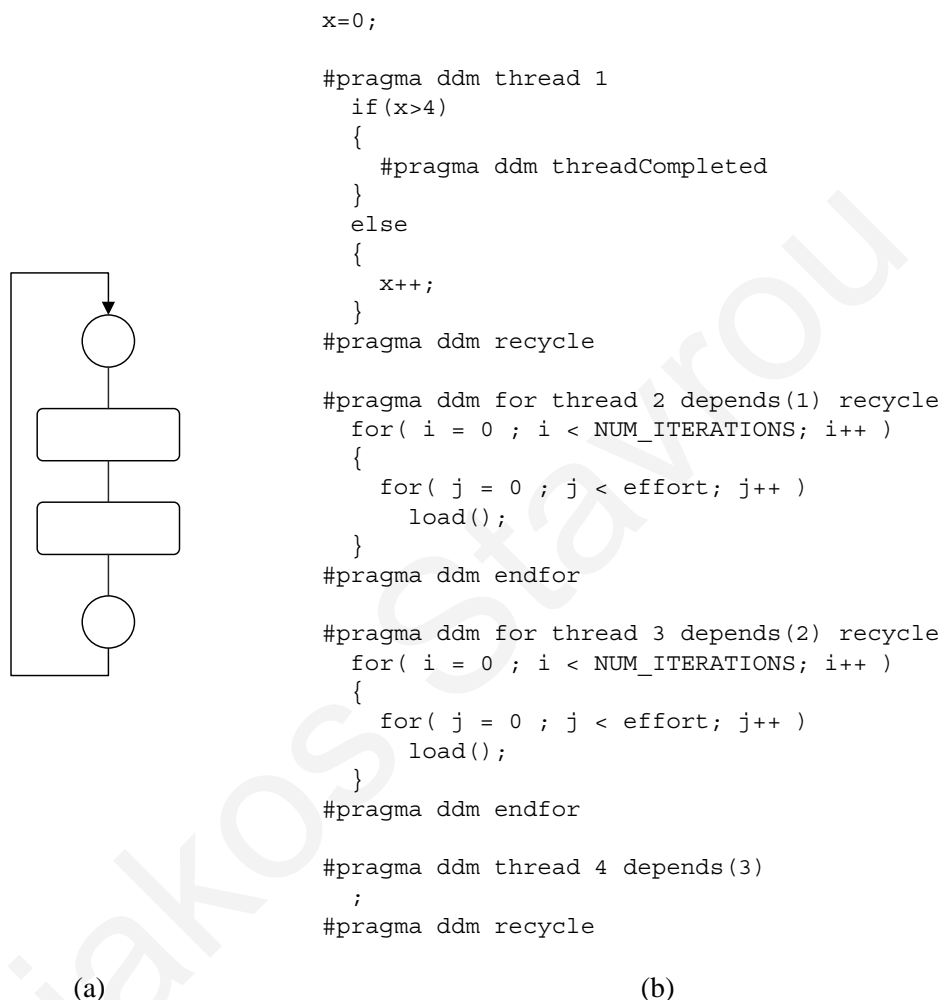 x=0;
#pragma ddm thread 1
if(x>4)
{
#pragma ddm threadCompleted
}
else
{
x++;
}
#pragma ddm recycle
#pragma ddm for thread 2 depends(1) recycle
for( i = 0 ; i < NUM_ITERATIONS; i++ )
{
for( j = 0 ; j < effort; j++ )
load();
}
#pragma ddm endfor
#pragma ddm for thread 3 depends(2) recycle
for( i = 0 ; i < NUM_ITERATIONS; i++ )
{
for( j = 0 ; j < effort; j++ )
load();
}
#pragma ddm endfor
#pragma ddm thread 4 depends(3)
;
#pragma ddm recycle
(a) (b)
iakos Stavrou